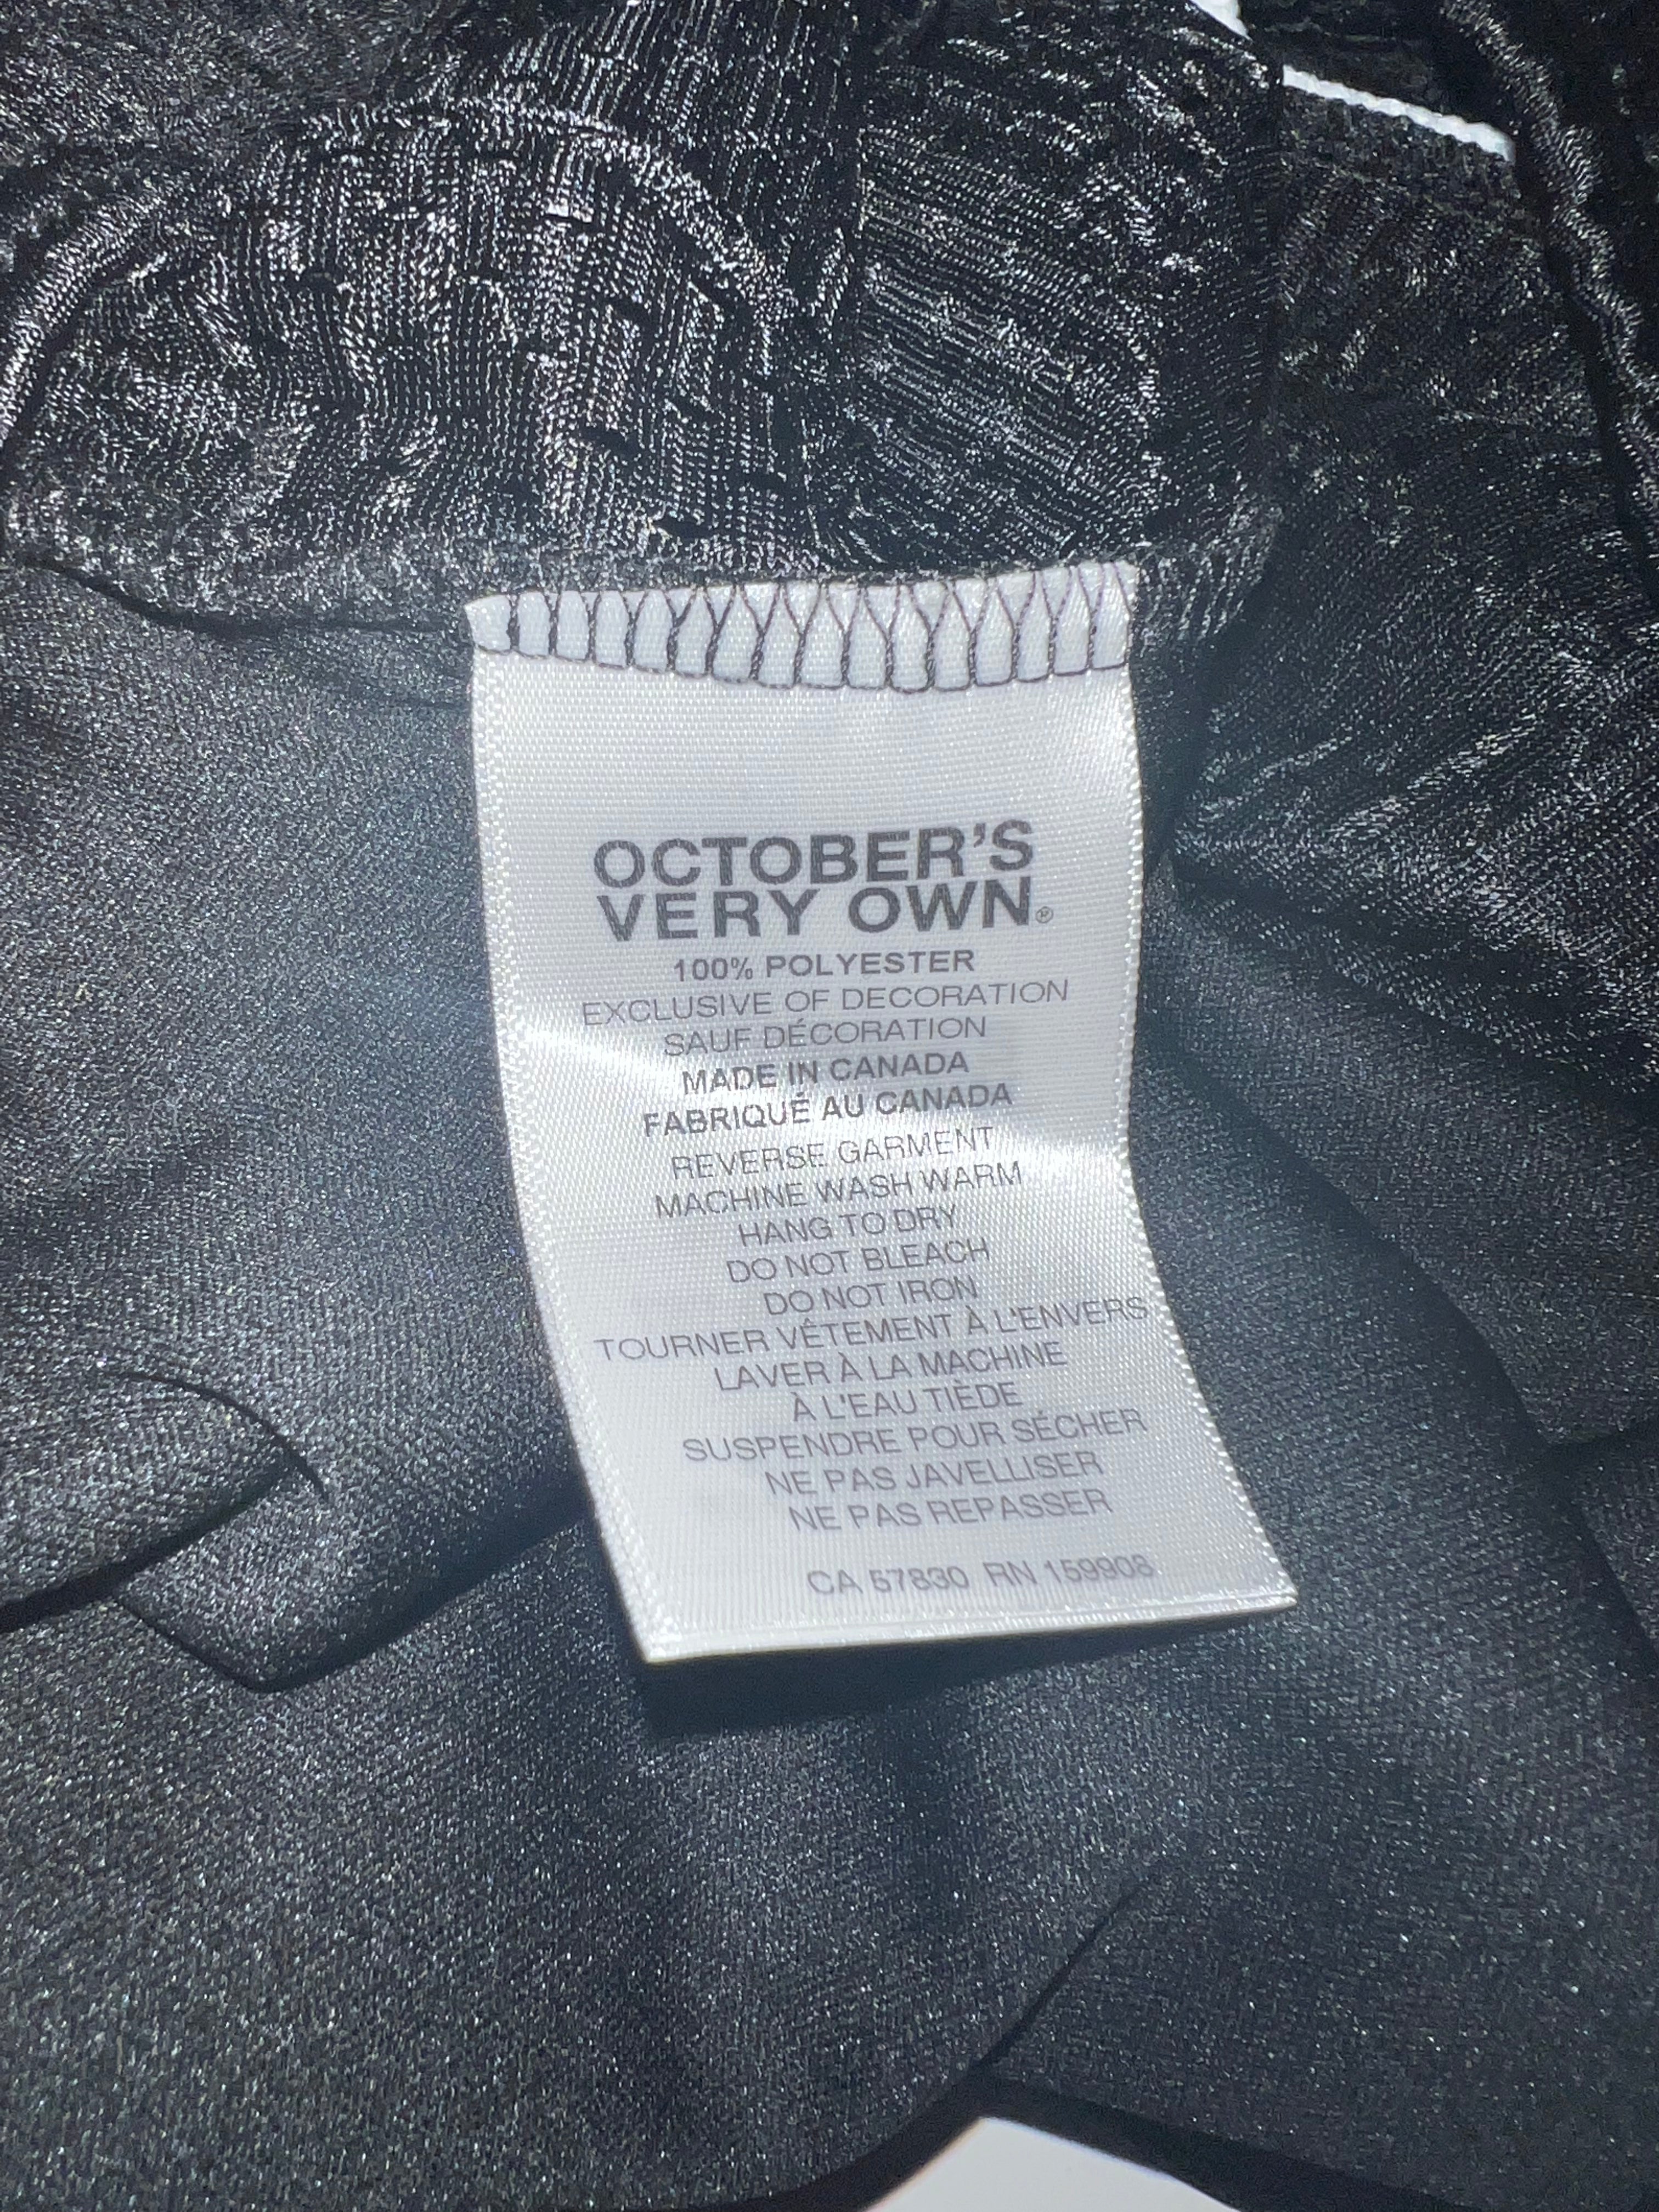 OCTOBER'S
VERY OWN®
100% POLYESTER
EXCLUSIVE OF DECORATION
SAUF DÉCORATION
MADE IN CANADA
FABRIQUÉ AU CANADA
REVERSE GARMENT
MACHINE WASH WARM
HANG TO DRY
DO NOT BLEACH
DO NOT IRON
TOURNER VÊTEMENT À L'ENVERS
LAVER À LA MACHINE
À L'EAU TIÈDE
SUSPENDRE POUR SÉCHER
NE PAS JAVELLISER
NE PAS REPASSER
CA 57830 RN 159908